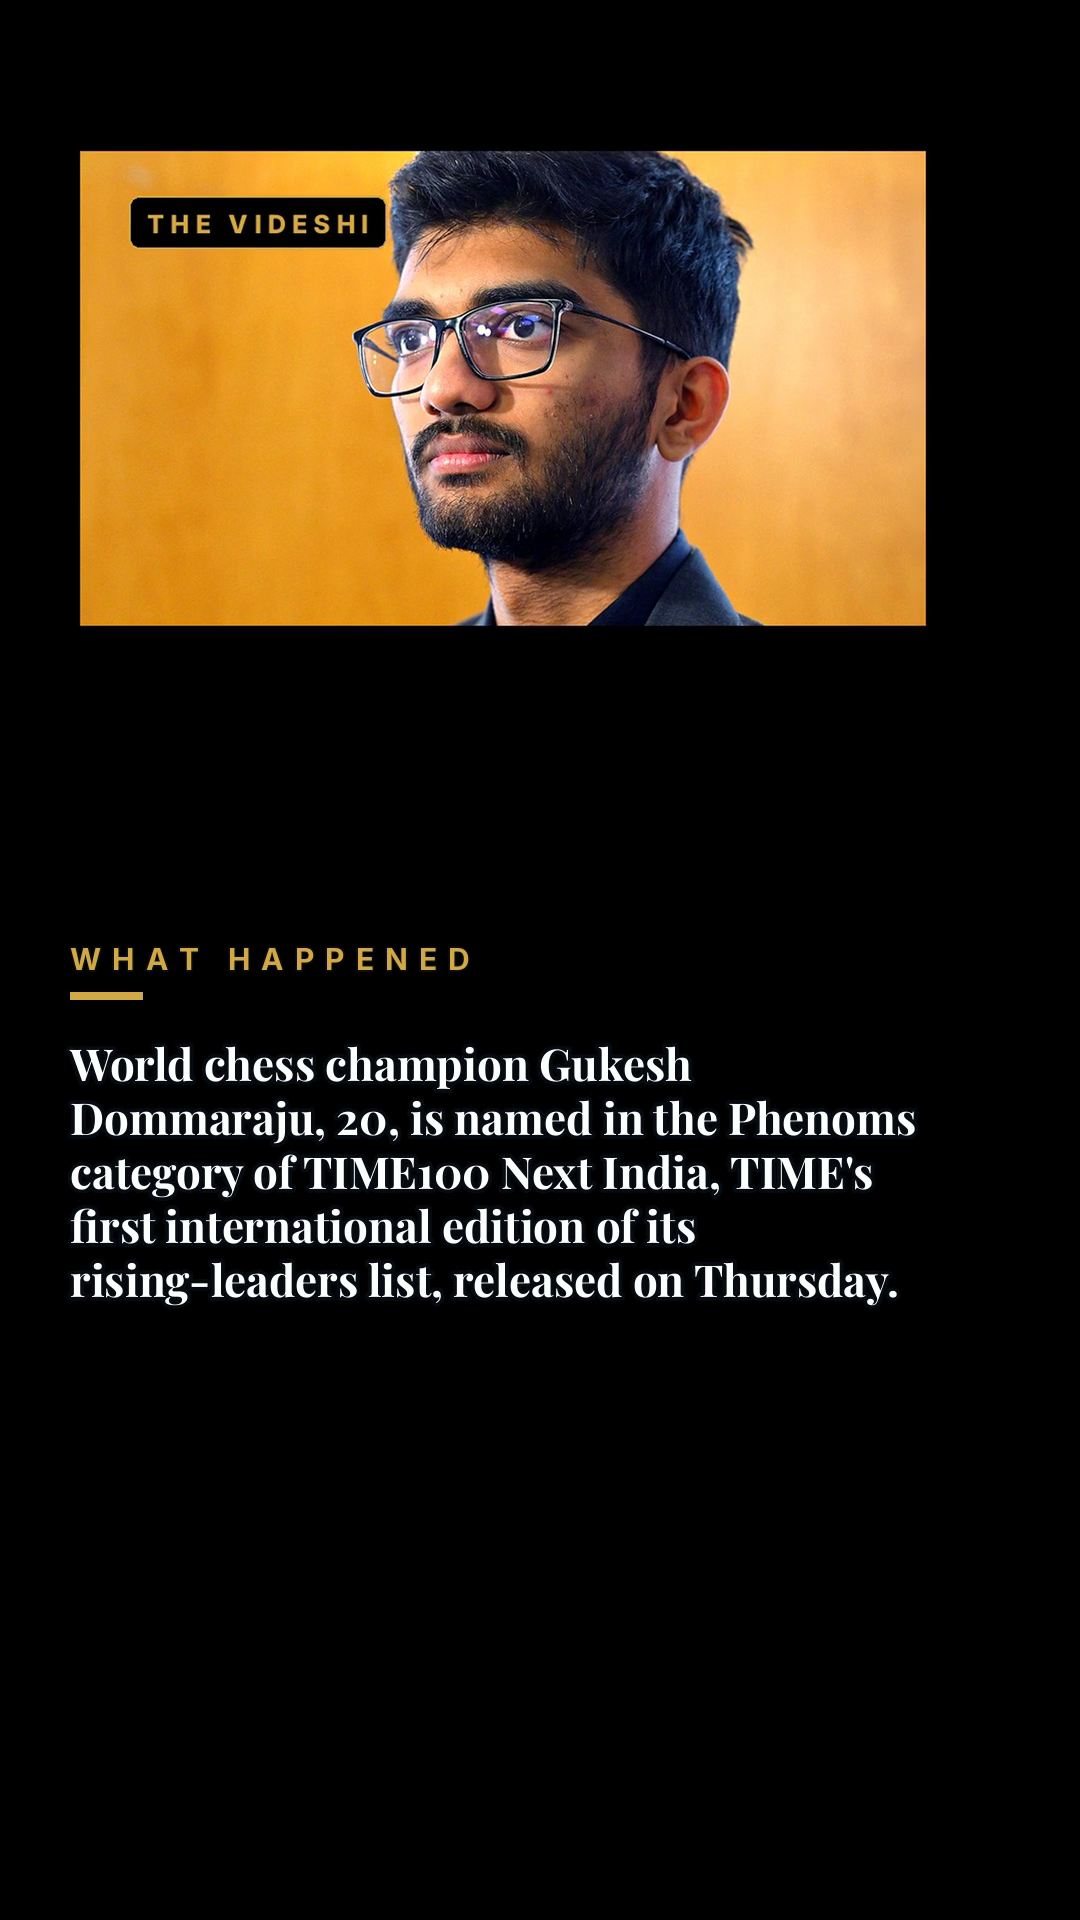 THE VIDESHI
WHAT HAPPENED
World chess champion Gukesh
Dommaraju, 20, is named in the Phenoms
category of TIME100 Next India, TIME's
first international edition of its
rising-leaders list, released on Thursday.